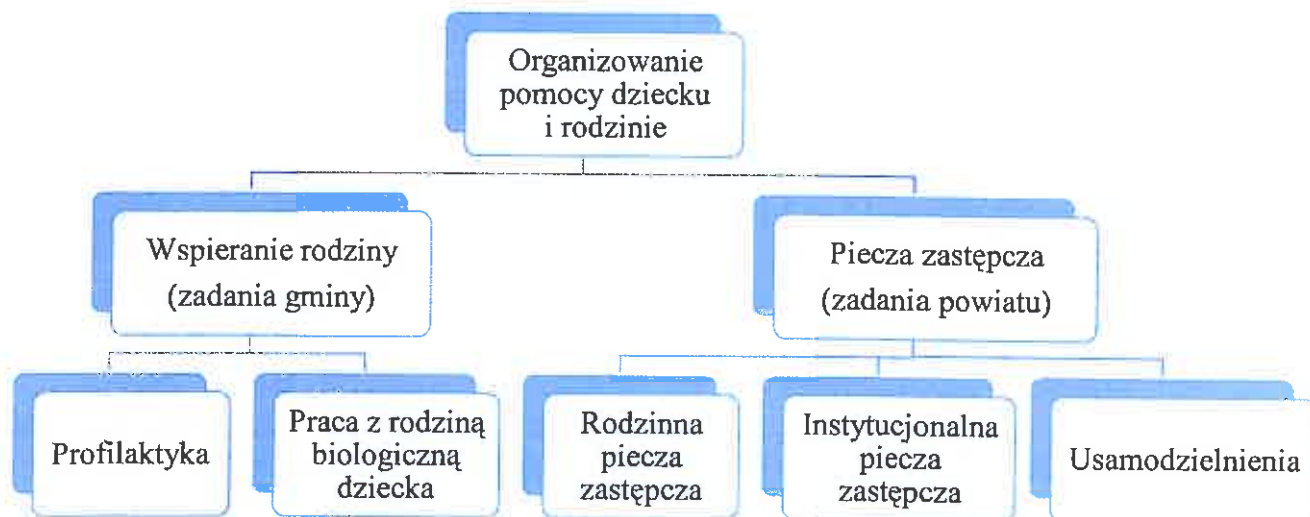 Organizowanie
pomocy dziecku
i rodzinie
Wspieranie rodziny
(zadania gminy)
Piecza zastępcza
(zadania powiatu)
Profilaktyka
Praca z rodziną
biologiczną
dziecka
Rodzinna
piecza
zastępcza
Instytucjonalna
piecza
zastępcza
Usamodzielnienia